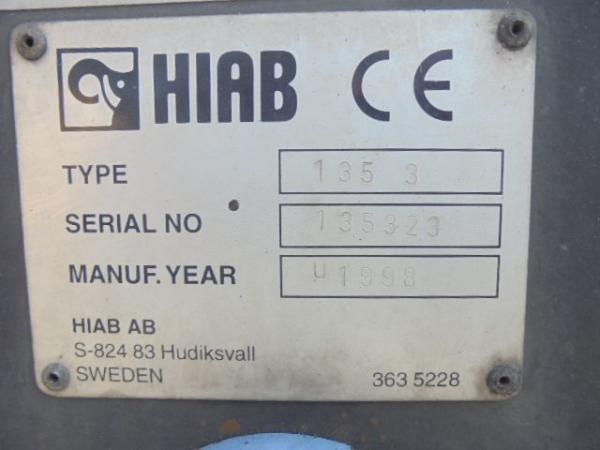 HIAB CE
TYPE 135 3
SERIAL NO 135323
MANUF. YEAR 1998
HIAB AB
S-824 83 Hudiksvall
SWEDEN 363 5228